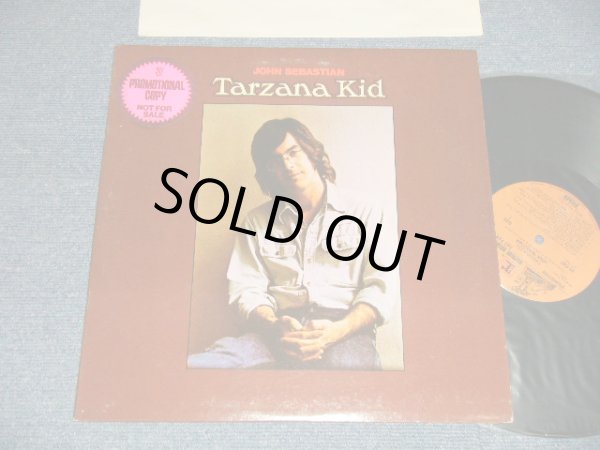 JOHN SEBASTIAN
Tarzana Kid
PROMOTIONAL
COPY
NOT FOR
SALE
SOLD OUT